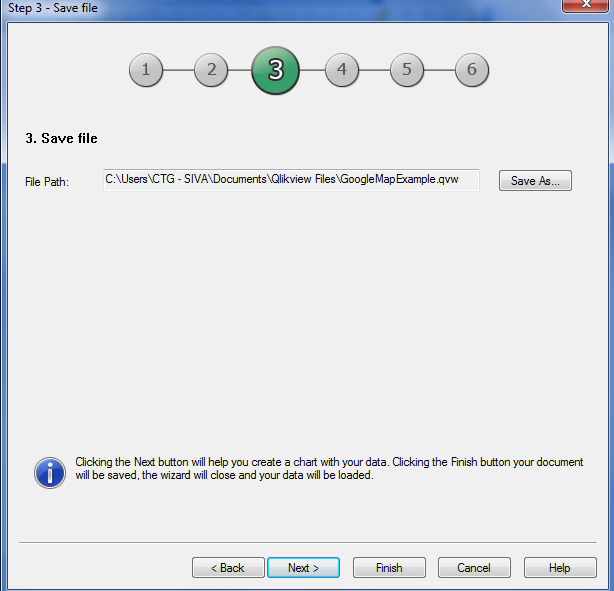 Step 3 - Save file
1 2 3 4 5 6
3. Save file
File Path: C:\Users\CTG - SIVA\Documents\Qlikview Files\GoogleMapExample.qvw Save As...
Clicking the Next button will help you create a chart with your data. Clicking the Finish button your document
will be saved, the wizard will close and your data will be loaded.
< Back Next > Finish Cancel Help